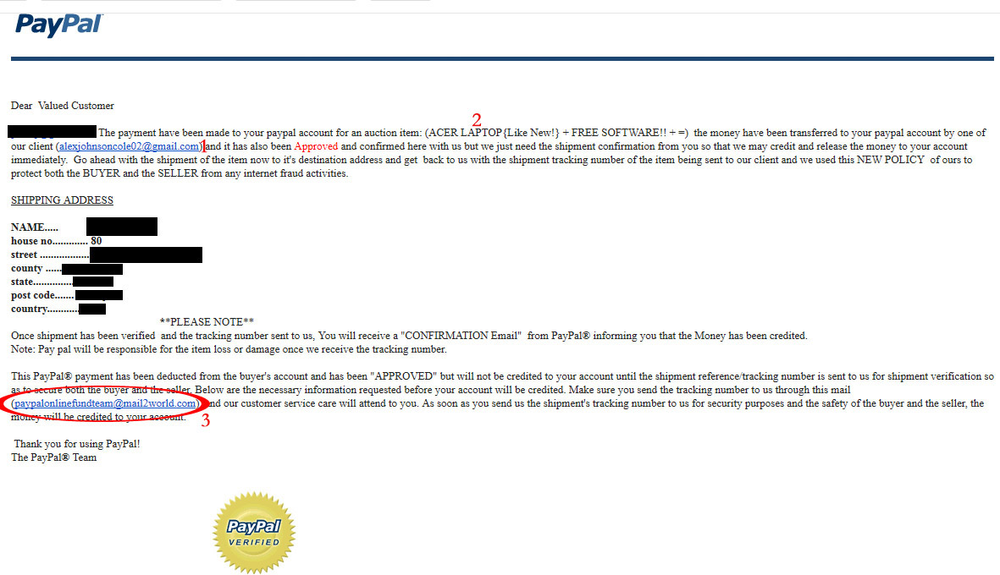 PayPal
Dear Valued Customer
2
The payment have been made to your paypal account for an auction item: (ACER LAPTOP{Like New!} + FREE SOFTWARE!! + =) the money have been transferred to your paypal account by one of
our client (alexjohnsoncole02@gmail.com)1and it has also been Approved and confirmed here with us but we just need the shipment confirmation from you so that we may credit and release the money to your account
immediately. Go ahead with the shipment of the item now to it's destination address and get back to us with the shipment tracking number of the item being sent to our client and we used this NEW POLICY of ours to
protect both the BUYER and the SELLER from any internet fraud activities.
SHIPPING ADDRESS
NAME.....
house no............. 80
street ..................
county ......
state..............
post code.......
country...........
**PLEASE NOTE**
Once shipment has been verified and the tracking number sent to us, You will receive a "CONFIRMATION Email" from PayPal® informing you that the Money has been credited.
Note: Pay pal will be responsible for the item loss or damage once we receive the tracking number.
This PayPal® payment has been deducted from the buyer's account and has been "APPROVED" but will not be credited to your account until the shipment reference/tracking number is sent to us for shipment verification so
as to secure both the buyer and the seller. Below are the necessary information requested before your account will be credited. Make sure you send the tracking number to us through this mail
(paypalonlinefundteam@mail2world.com) and our customer service care will attend to you. As soon as you send us the shipment's tracking number to us for security purposes and the safety of the buyer and the seller, the
money will be credited to your account.
3
Thank you for using PayPal!
The PayPal® Team
PayPal
VERIFIED